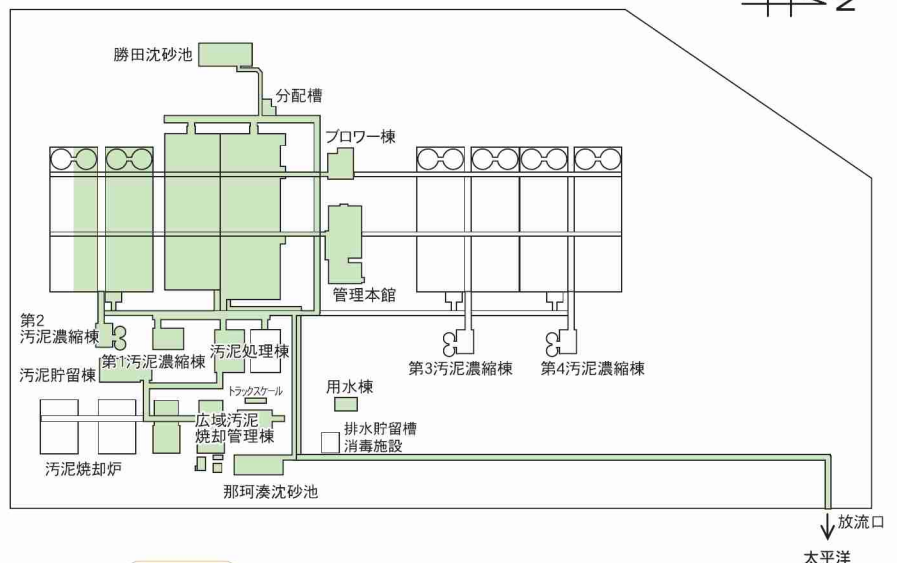 Z
勝田沈砂池
分配槽
ブロワー棟
管理本館
第2
汚泥濃縮棟
第1汚泥濃縮棟
汚泥処理棟
第3汚泥濃縮棟
第4汚泥濃縮棟
汚泥貯留棟
トラックスケール
用水棟
広域汚泥
焼却管理棟
排水貯留槽
消毒施設
汚泥焼却炉
那珂湊沈砂池
放流口
太平洋